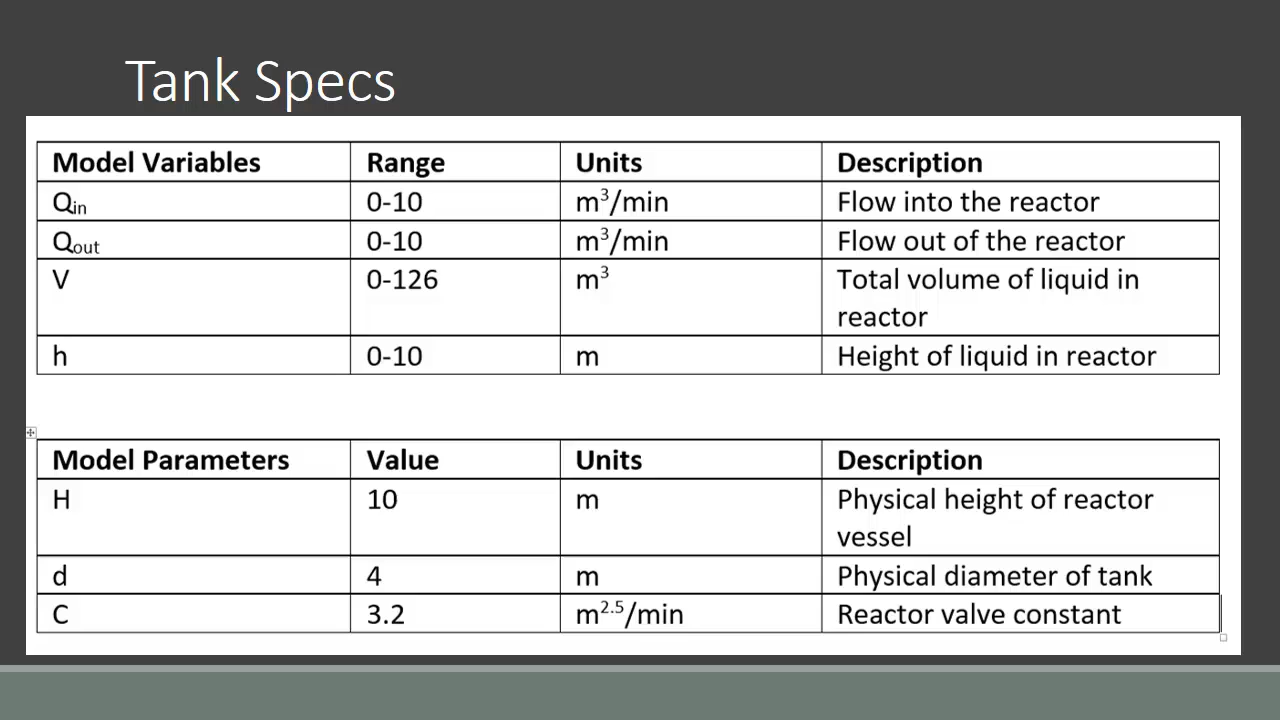 Tank Specs
Model Variables Range Units Description
Qin 0-10 m³/min Flow into the reactor
Qout 0-10 m³/min Flow out of the reactor
V 0-126 m³ Total volume of liquid in
reactor
h 0-10 m Height of liquid in reactor
Model Parameters Value Units Description
H 10 m Physical height of reactor
vessel
d 4 m Physical diameter of tank
C 3.2 m²·⁵/min Reactor valve constant